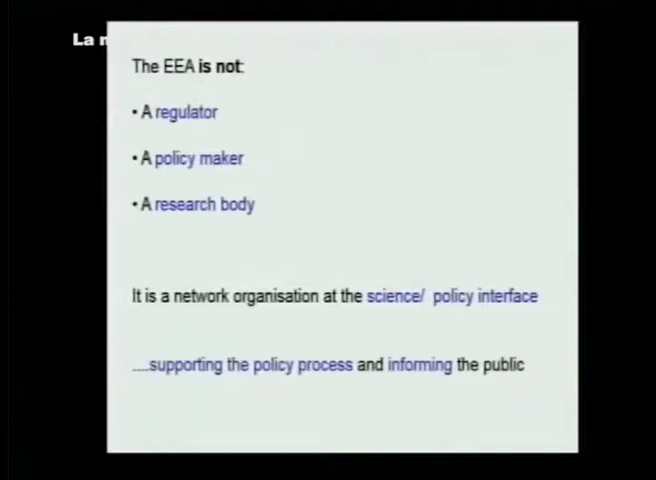 La
The EEA is not:
• A regulator
• A policy maker
• A research body
It is a network organisation at the science/ policy interface
....supporting the policy process and informing the public